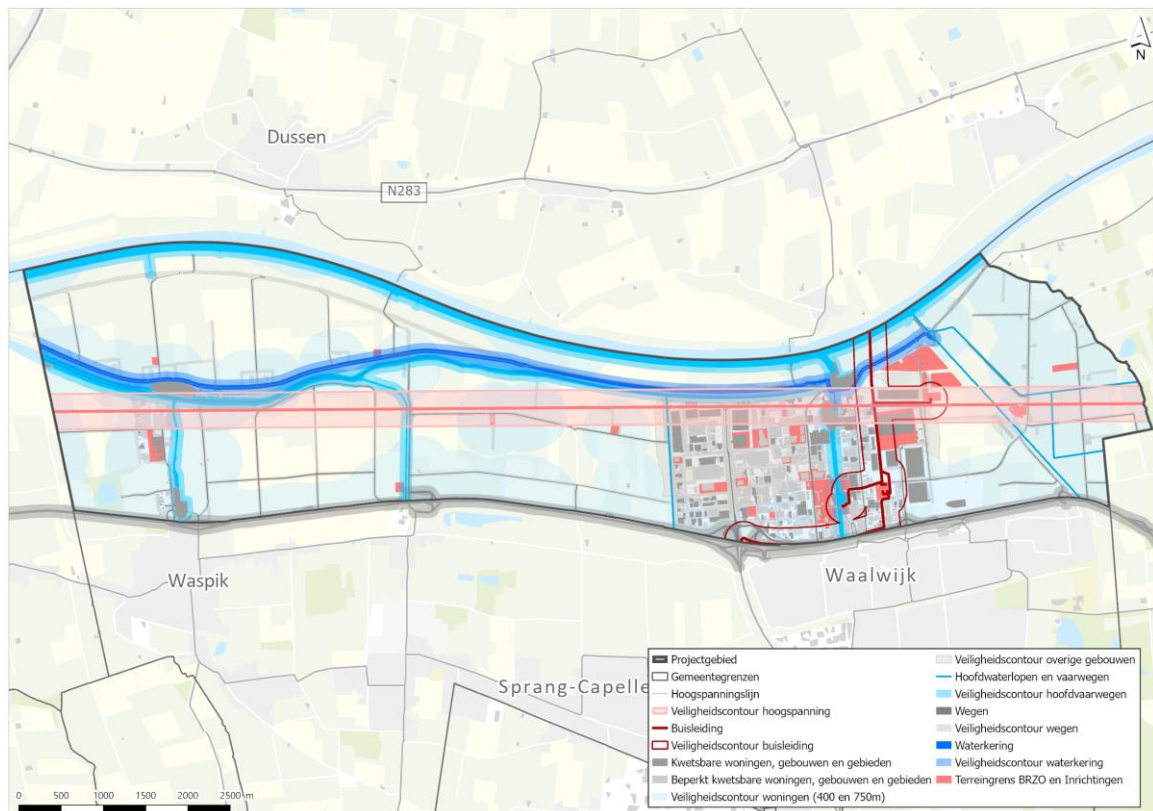 N
Dussen
N283
Waspik
Waalwijk
Sprang-Capelle
Projectgebied
Gemeentegrenzen
Hoogspanningslijn
Veiligheidscontour hoogspanning
Buisleiding
Veiligheidscontour buisleiding
Kwetsbare woningen, gebouwen en gebieden
Beperkt kwetsbare woningen, gebouwen en gebieden
Veiligheidscontour woningen (400 en 750m)
Veiligheidscontour overige gebouwen
Hoofdwaterlopen en vaarwegen
Veiligheidscontour hoofdvaarwegen
Wegen
Veiligheidscontour wegen
Waterkering
Veiligheidscontour waterkering
Terreingrens BRZO en Inrichtingen
0 500 1000 1500 2000 2500 m